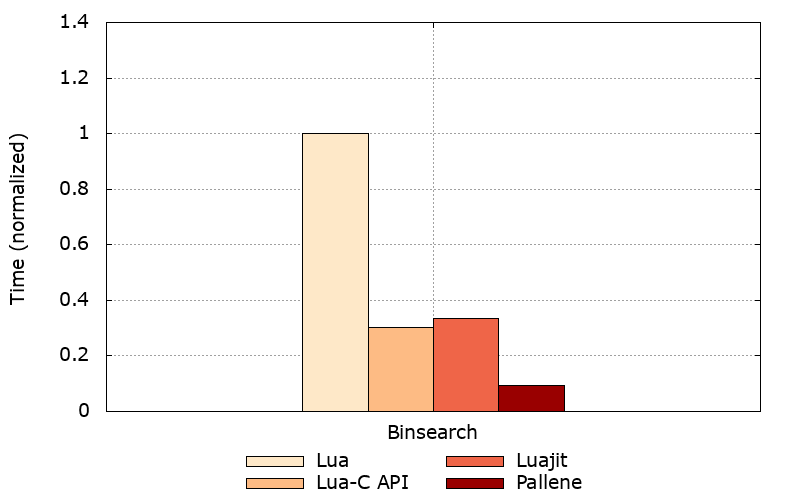 1.4
1.2
1
0.8
0.6
0.4
0.2
0
Time (normalized)
Binsearch
Lua
Luajit
Lua-C API
Pallene